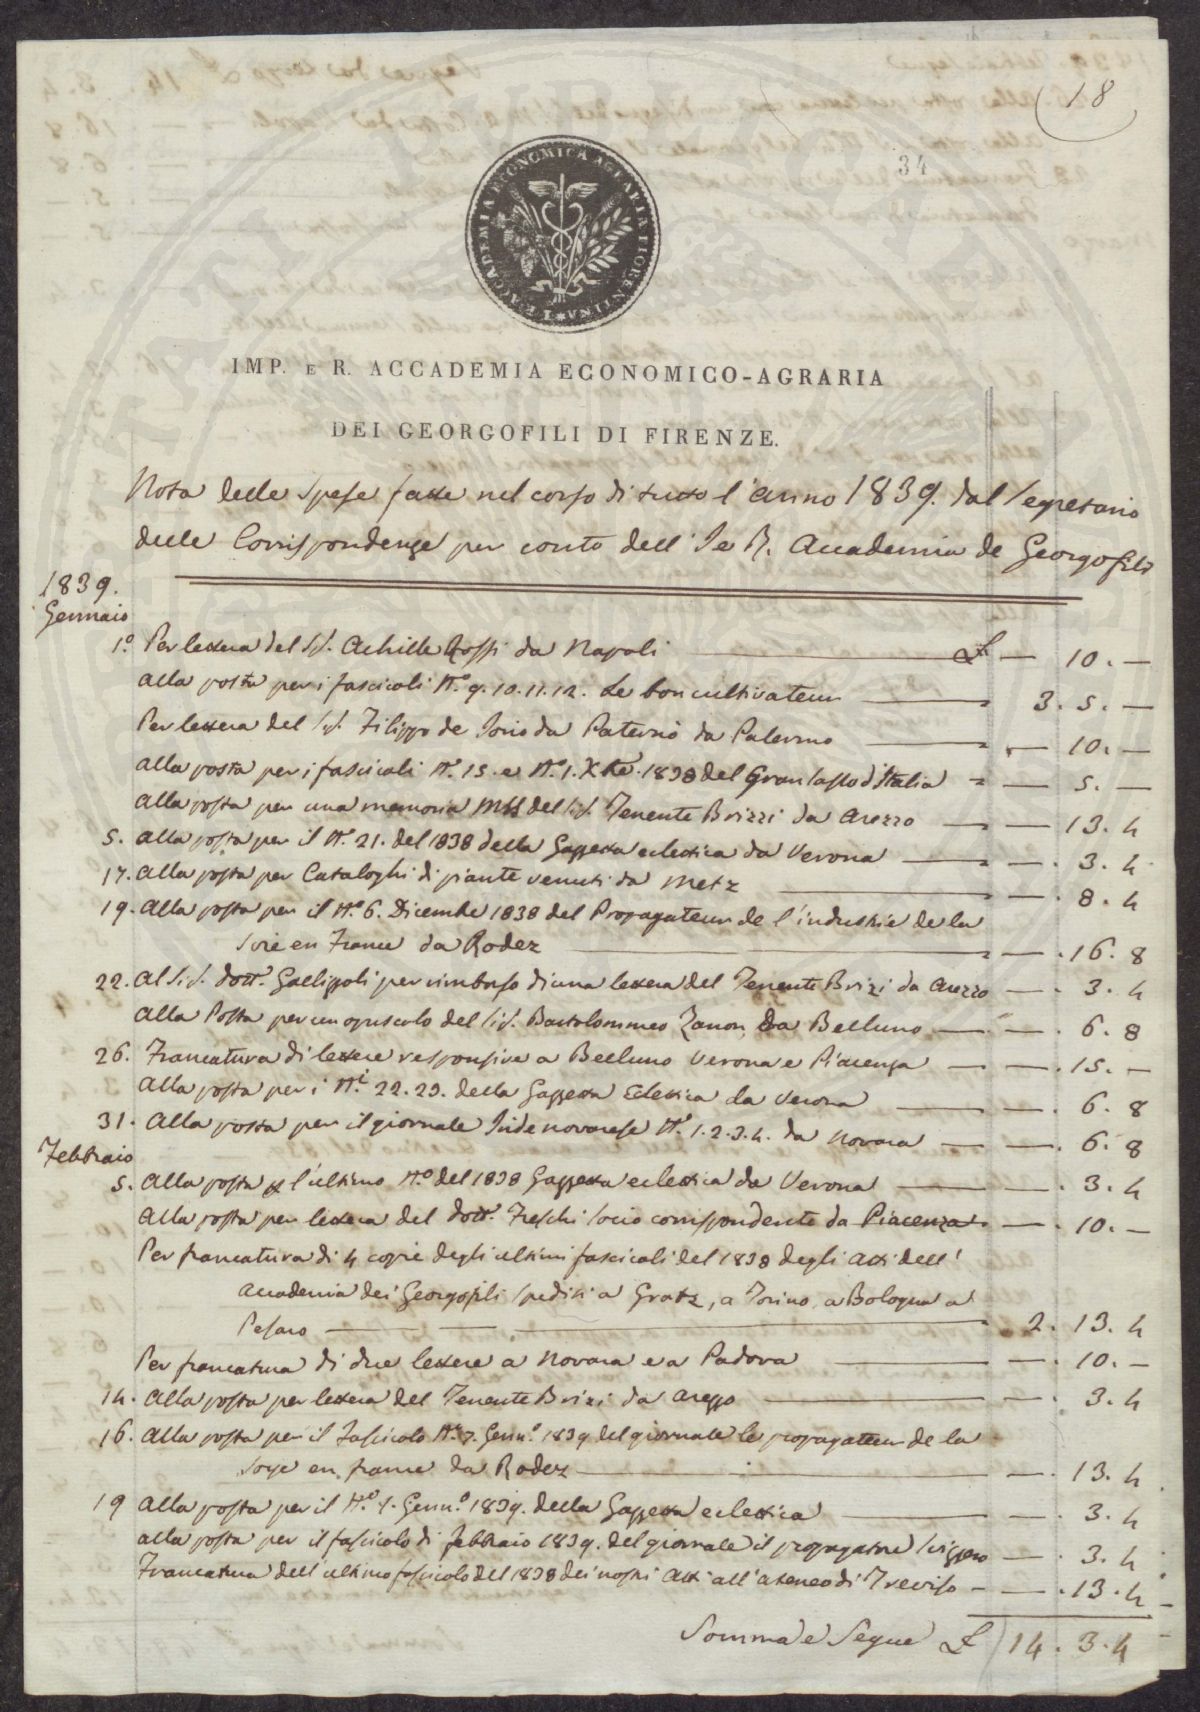 18
34
I. E R. ACCADEMIA ECONOMICA AGRARIA FIORENTINA
IMP. E R. ACCADEMIA ECONOMICO-AGRARIA
DEI GEORGOFILI DI FIRENZE.
Nota delle Spese fatte nel corso di tutto l'anno 1839. dal Segretario
delle Corrispondenze per conto dell'I e R. Accademia de Georgofili
1839.
Gennaio
1.° Per lettera del Sig. Achille Rossi da Napoli £ — 10. —
alla posta per i fascicoli N.° 9. 10. 11. 12. Le bon cultivateur — 3. 5. —
Per lettera del Sig. Filippo de Jorio da Paternò da Palermo — 10. —
alla posta per i fascicoli N.° 15. e N.° 1. Xbre. 1838 del Gran Sasso d'Italia — 5. —
alla posta per una memoria MSS del Sig. Tenente Brizzi da Arezzo — 13. 4
5. alla posta per il N.° 21. del 1838 della Gazzetta eclettica da Verona — 3. 4
17. alla posta per Cataloghi di piante venuti da Metz — 8. 4
19. alla posta per il N.° 6. Dicembre 1838 del Propagateur de l'industrie de la
Soie en France da Rodez — 16. 8
22. al Sig. dott. Gallizioli per rimborso di una lettera del Tenente Brizi da Arezzo — 3. 4
Alla Posta per un opuscolo del Sig. Bartolommeo Zanon da Belluno — 6. 8
26. Francatura di lettere responsive a Belluno Verona e Piacenza — 15. —
alla posta per i N.i 22. 23. della Gazzetta Eclettica da Verona — 6. 8
31. alla posta per il giornale Iride novarese N.i 1. 2. 3. 4. da Novara — 6. 8
Febbraio
5. alla posta p l'ultimo N.° del 1838 Gazzetta eclettica da Verona — 3. 4
alla posta per lettera del dott. Freschi socio corrispondente da Piacenza — 10. —
Per francatura di 4 copie degli ultimi fascicoli del 1838 degli atti dell'
accademia dei Georgofili spediti a Gratz, a Torino, a Bologna a
Pesaro — 2. 13. 4
Per francatura di due lettere a Novara e a Padova — 10. —
14. alla posta per lettera del Tenente Brizi da Arezzo — 3. 4
16. alla posta per il fascicolo N.° 7. Genn.° 1839 del giornale le propagateur de la
Soye en france da Rodez — 13. 4
19 alla posta per il N.° 1. Genn.° 1839. della Gazzetta eclettica — 3. 4
alla posta per il fascicolo di febbraio 1839. del giornale il propagatore svizzero — 3. 4
Francatura dell'ultimo fascicolo del 1838 dei nostri Atti all'ateneo di Treviso — 13. 4
Somma e Segue £ 14. 3. 4